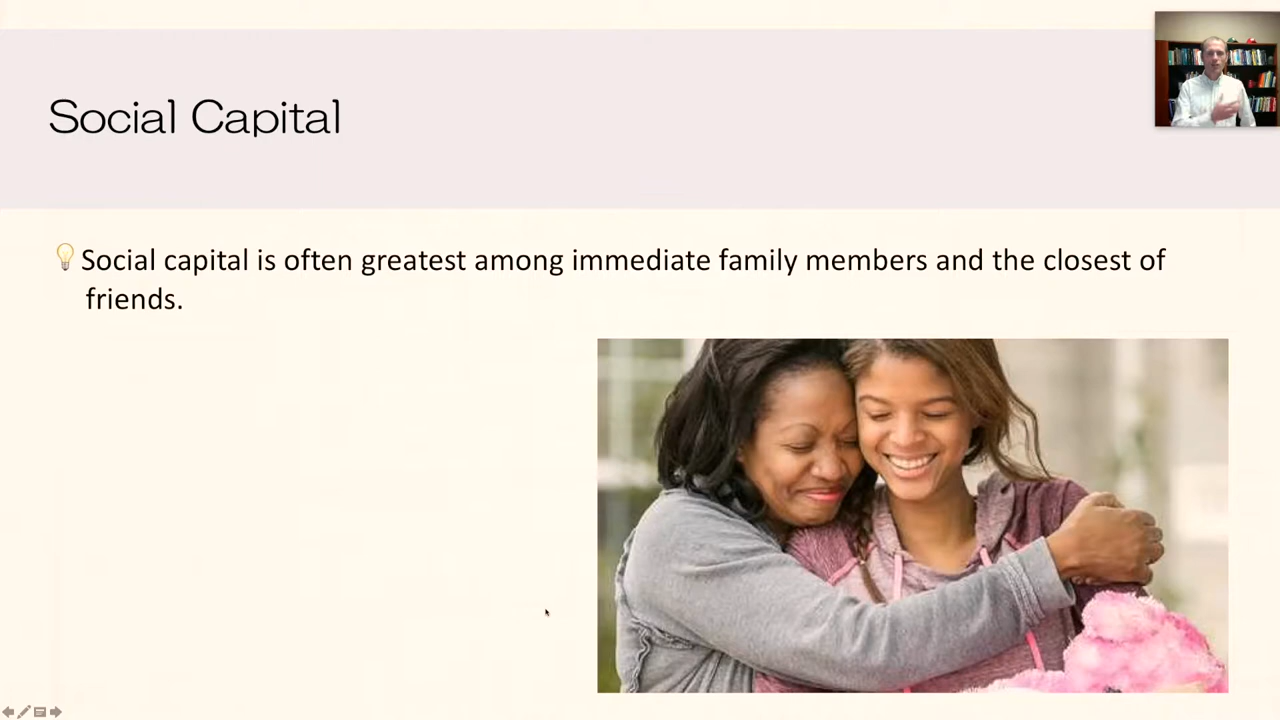 Social Capital
Social capital is often greatest among immediate family members and the closest of
friends.